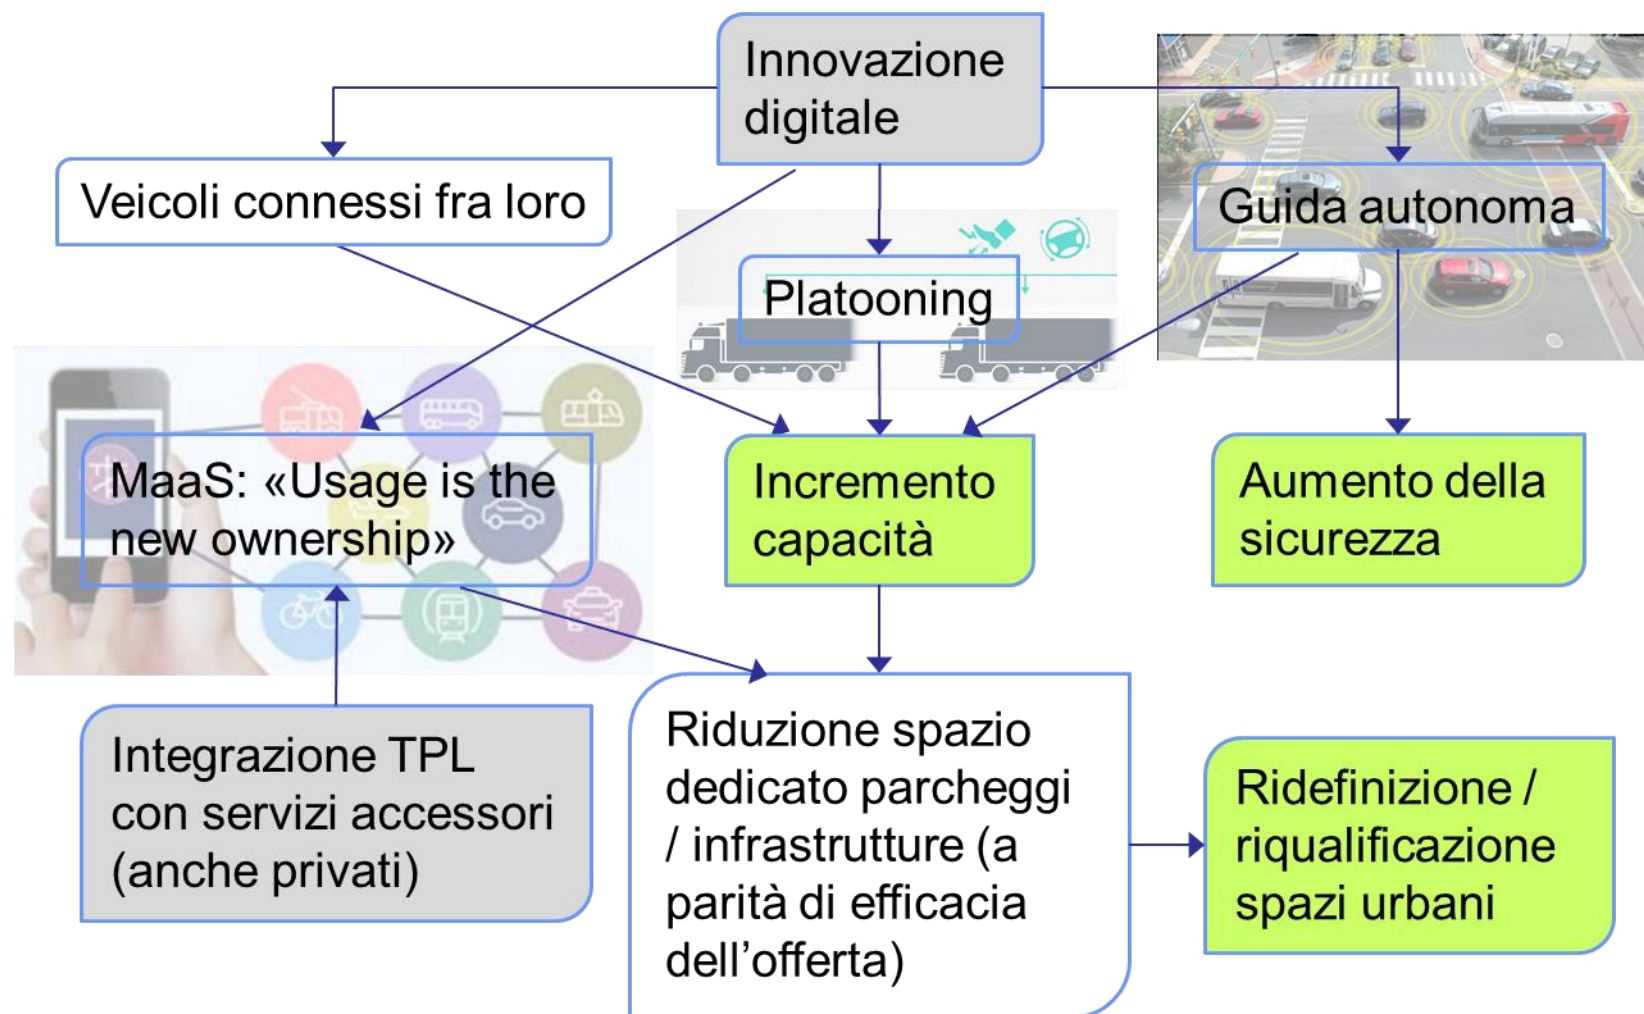 Innovazione
digitale
Veicoli connessi fra loro
Guida autonoma
Platooning
MaaS: «Usage is the
new ownership»
Incremento
capacità
Aumento della
sicurezza
Integrazione TPL
con servizi accessori
(anche privati)
Riduzione spazio
dedicato parcheggi
/ infrastrutture (a
parità di efficacia
dell’offerta)
Ridefinizione /
riqualificazione
spazi urbani